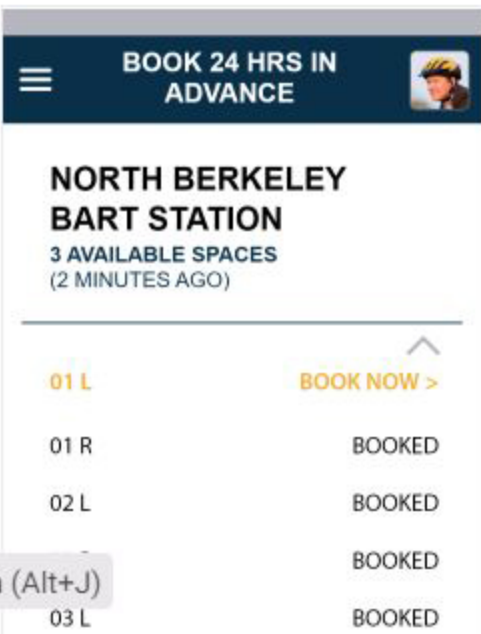 BOOK 24 HRS IN
ADVANCE
NORTH BERKELEY
BART STATION
3 AVAILABLE SPACES
(2 MINUTES AGO)
01 L BOOK NOW >
01 R BOOKED
02 L BOOKED
BOOKED
(Alt+J)
03 L BOOKED